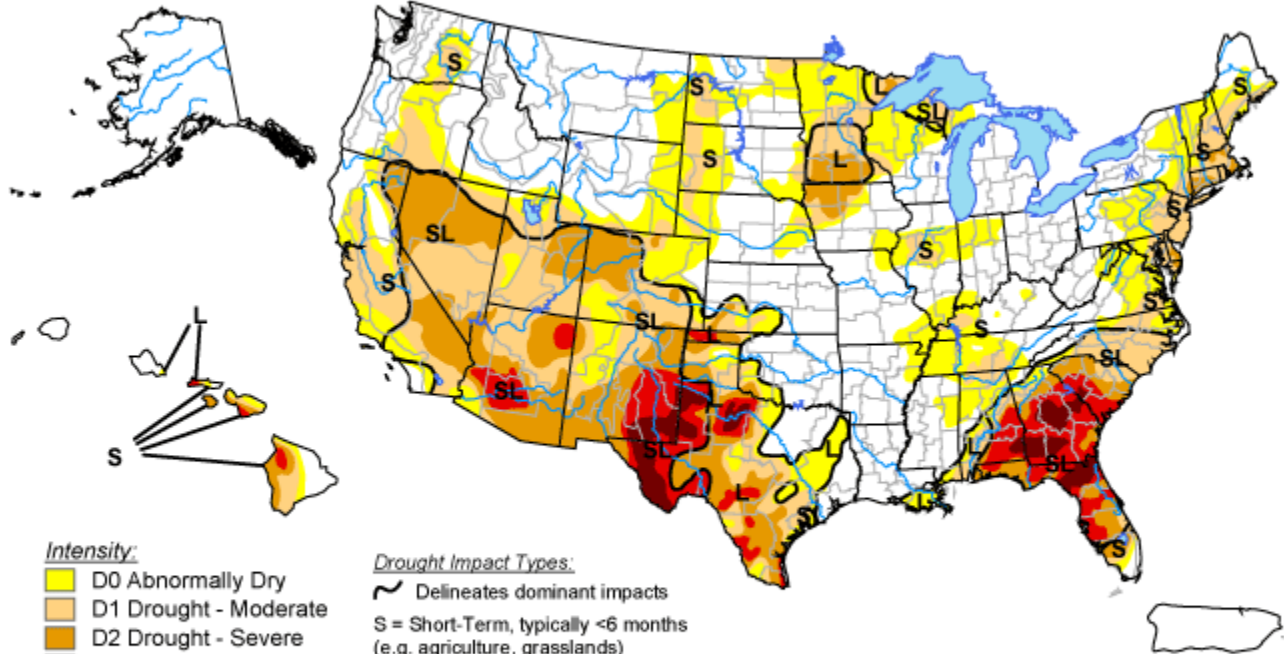 S
S
L
SL
L
S
S
L
S
SL
S
S
S
S
S
SL
SL
L
SL
SL
SL
L
L
S
L
L
SL
S
L
S
Intensity:
D0 Abnormally Dry
D1 Drought - Moderate
D2 Drought - Severe
Drought Impact Types:
Delineates dominant impacts
S = Short-Term, typically <6 months
(e.g. agriculture, grasslands)